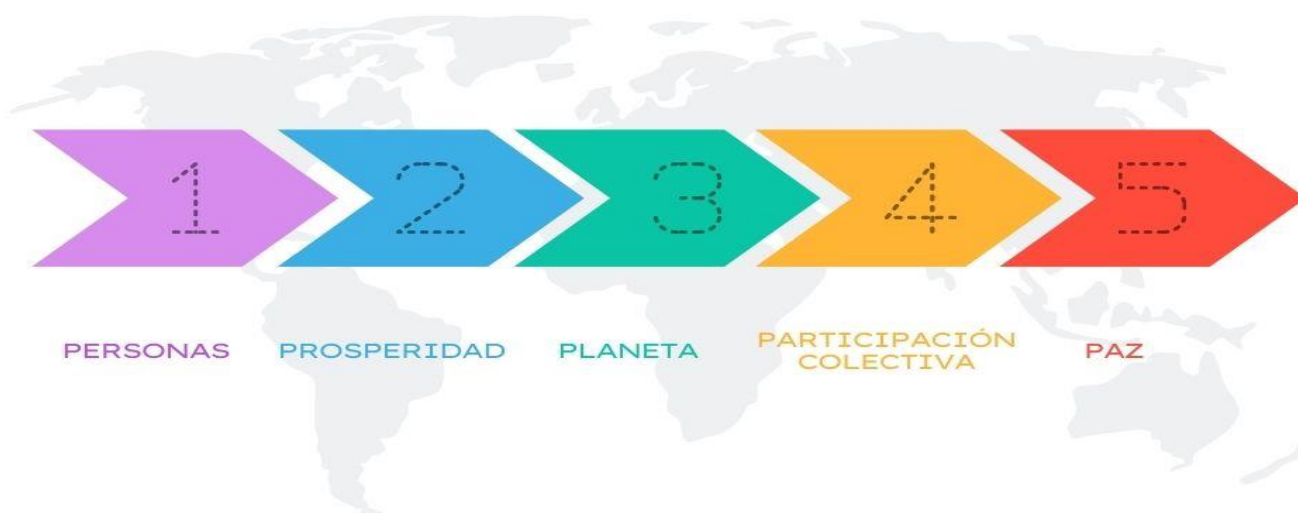 1
2
3
4
5
PERSONAS
PROSPERIDAD
PLANETA
PARTICIPACIÓN
COLECTIVA
PAZ